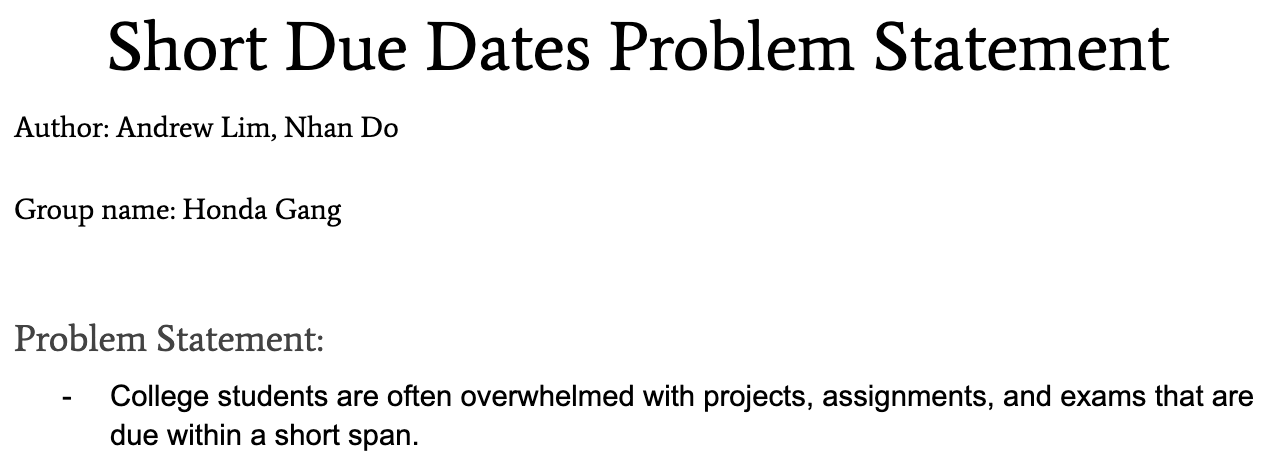 Short Due Dates Problem Statement
Author: Andrew Lim, Nhan Do
Group name: Honda Gang
Problem Statement:
- College students are often overwhelmed with projects, assignments, and exams that are
due within a short span.